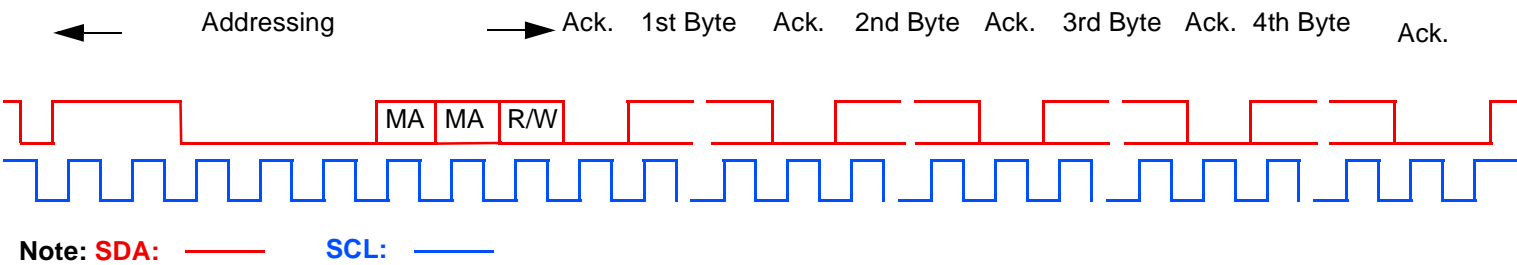 Addressing Ack. 1st Byte Ack. 2nd Byte Ack. 3rd Byte Ack. 4th Byte Ack.
MA MA R/W
Note: SDA: SCL: